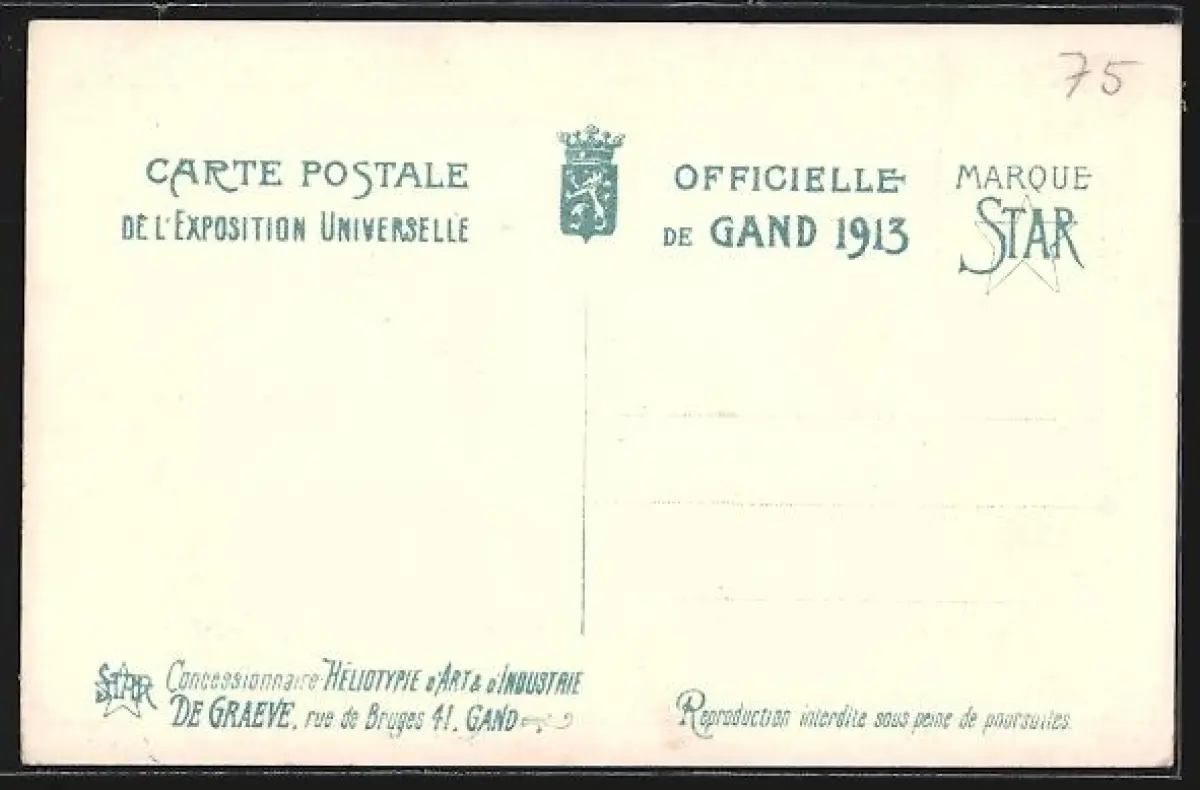 75
CARTE POSTALE
DE L'EXPOSITION UNIVERSELLE
OFFICIELLE
DE GAND 1913
MARQUE
STAR
STAR
Concessionnaire HÉLIOTYPIE D'ART & D'INDUSTRIE
DE GRAEVE, rue de Bruges 41. GAND
Reproduction interdite sous peine de poursuites.